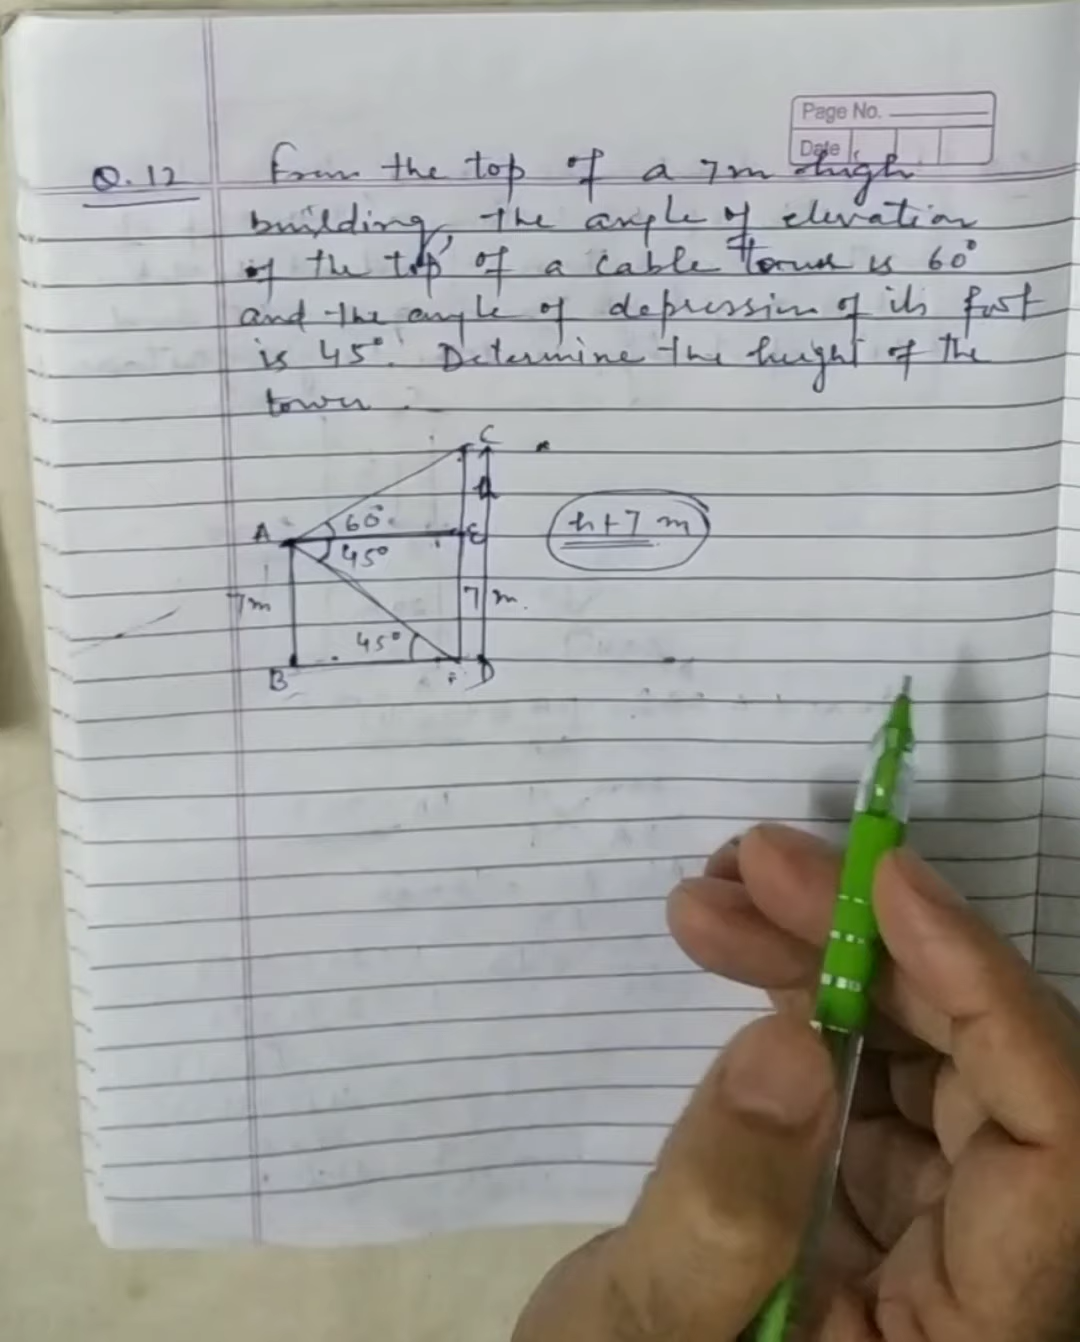 Page No.
Date
Q.12 From the top of a 7m high
building, the angle of elevation
of the top of a cable tower is 60°
and the angle of depression of its foot
is 45°. Determine the height of the
tower.
C
A 60° E
45°
h+7 m
7m 7 m.
45°
B D